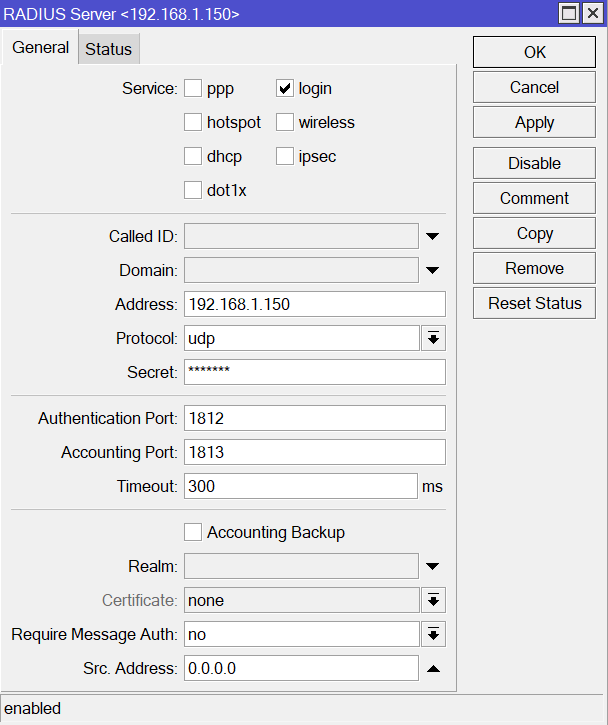 RADIUS Server <192.168.1.150>
General Status
OK
Service: ppp login
Cancel
hotspot wireless
Apply
dhcp ipsec
Disable
dot1x
Comment
Called ID:
Copy
Domain:
Remove
Address: 192.168.1.150
Reset Status
Protocol: udp
Secret: *******
Authentication Port: 1812
Accounting Port: 1813
Timeout: 300 ms
Accounting Backup
Realm:
Certificate: none
Require Message Auth: no
Src. Address: 0.0.0.0
enabled